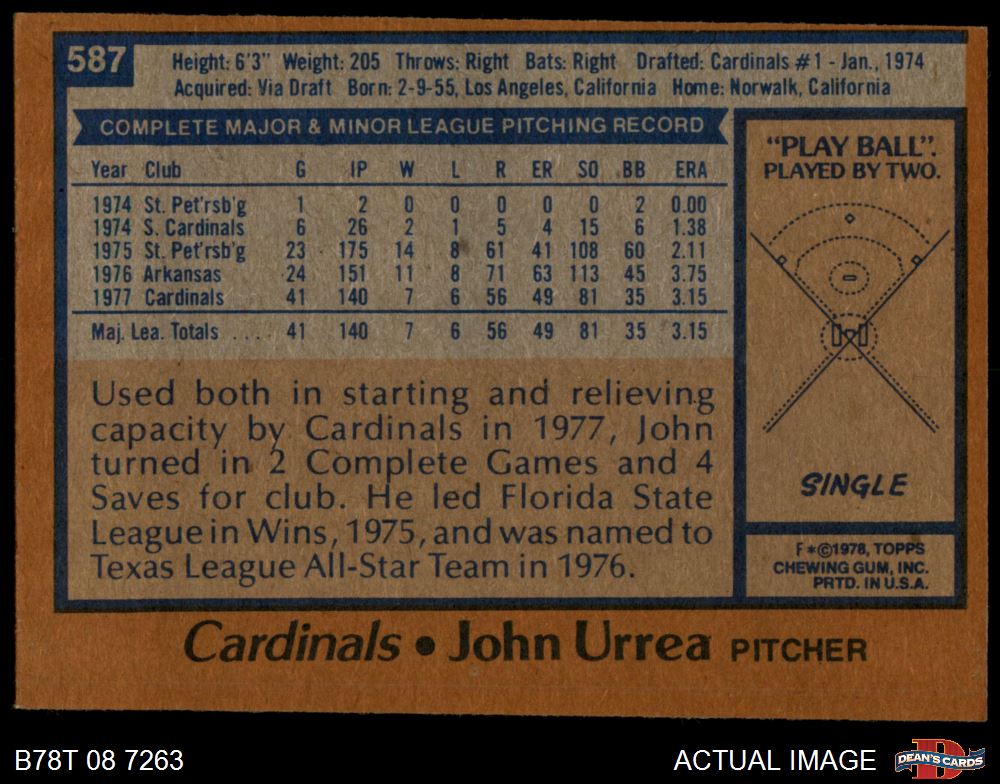 587
Height: 6'3" Weight: 205 Throws: Right Bats: Right Drafted: Cardinals #1 - Jan., 1974
Acquired: Via Draft Born: 2-9-55, Los Angeles, California Home: Norwalk, California
COMPLETE MAJOR & MINOR LEAGUE PITCHING RECORD
Year Club G IP W L R ER SO BB ERA
1974 St. Pet'rsb'g 1 2 0 0 0 0 0 2 0.00
1974 S. Cardinals 6 26 2 1 5 4 15 6 1.38
1975 St. Pet'rsb'g 23 175 14 8 61 41 108 60 2.11
1976 Arkansas 24 151 11 8 71 63 113 45 3.75
1977 Cardinals 41 140 7 6 56 49 81 35 3.15
Maj. Lea. Totals .... 41 140 7 6 56 49 81 35 3.15
Used both in starting and relieving
capacity by Cardinals in 1977, John
turned in 2 Complete Games and 4
Saves for club. He led Florida State
League in Wins, 1975, and was named to
Texas League All-Star Team in 1976.
"PLAY BALL".
PLAYED BY TWO.
SINGLE
F*©1978, TOPPS
CHEWING GUM, INC.
PRTD. IN U.S.A.
Cardinals • John Urrea PITCHER
B78T 08 7263
ACTUAL IMAGE
D
DEAN'S CARDS